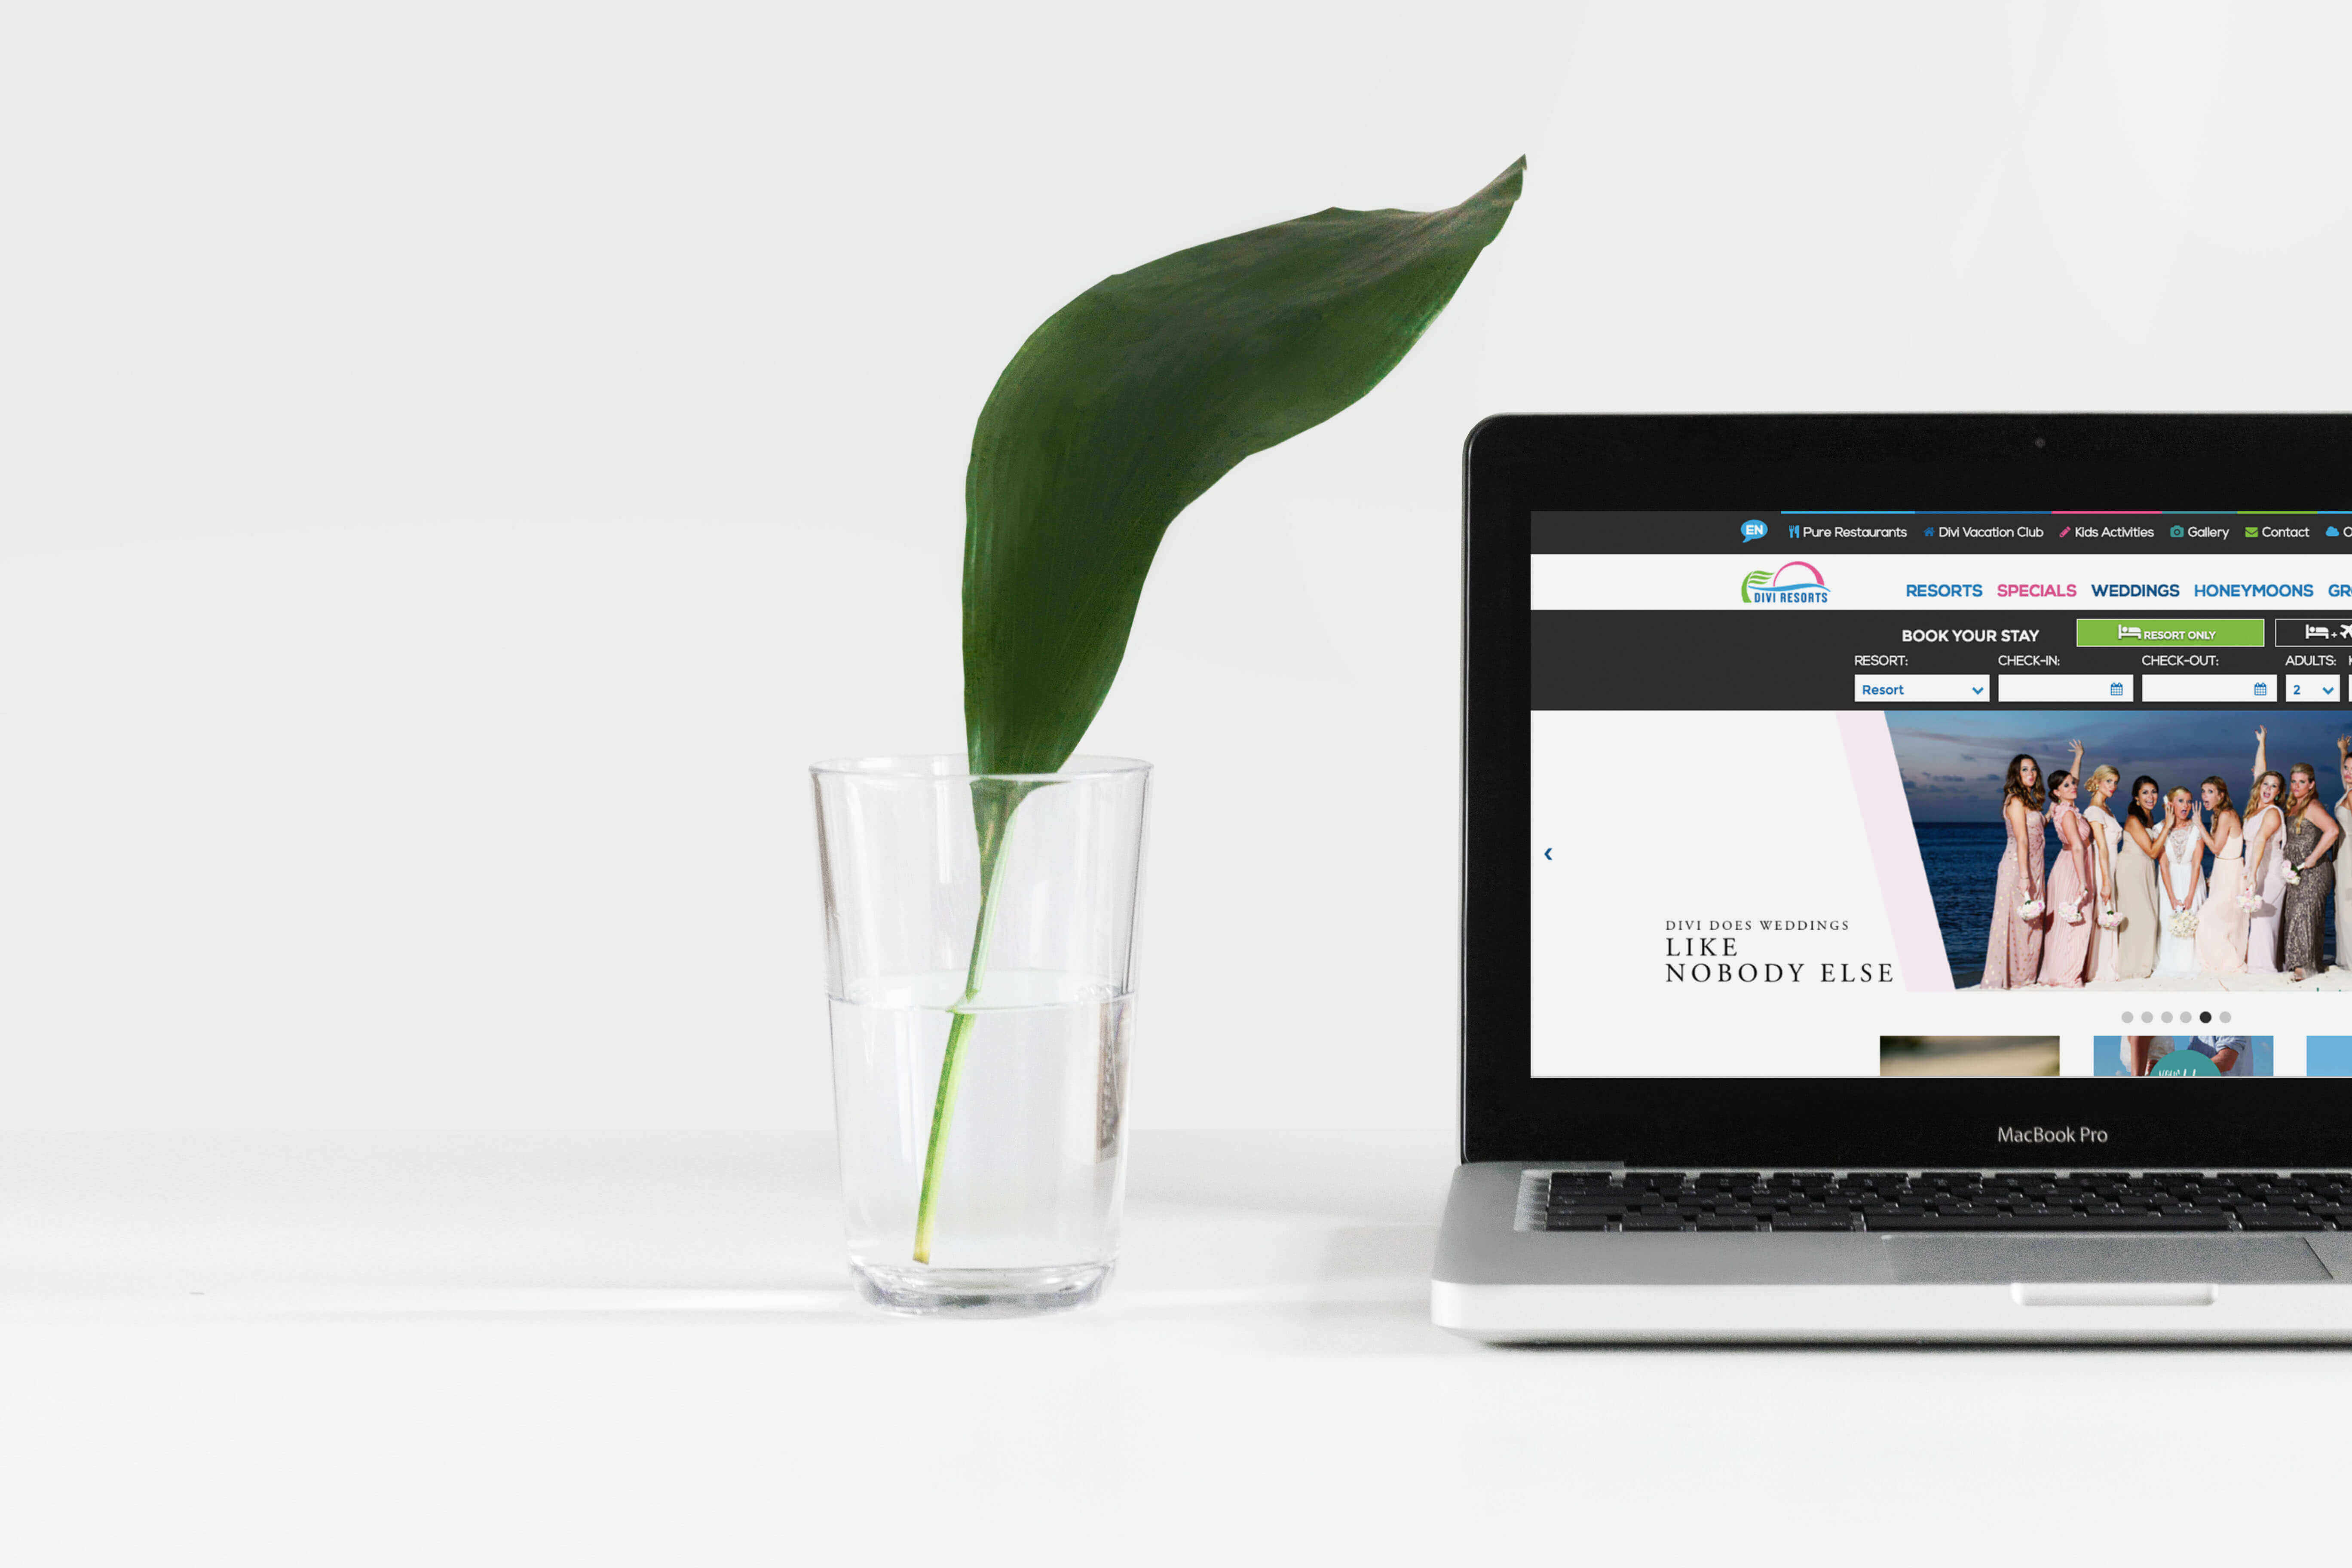 EN Pure Restaurants Divi Vacation Club Kids Activities Gallery Contact
DIVI RESORTS
RESORTS SPECIALS WEDDINGS HONEYMOONS
BOOK YOUR STAY RESORT ONLY
RESORT: CHECK-IN: CHECK-OUT: ADULTS:
Resort 2
DIVI DOES WEDDINGS
LIKE
NOBODY ELSE
MacBook Pro